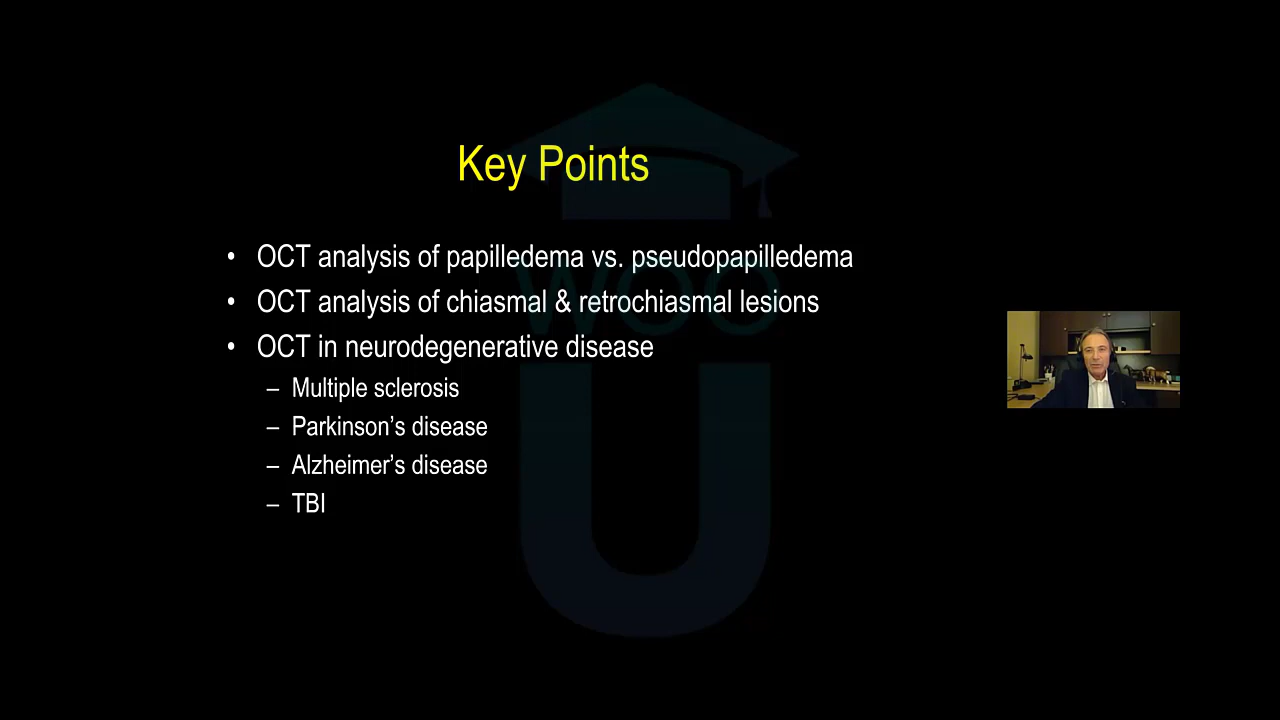 Key Points
• OCT analysis of papilledema vs. pseudopapilledema
• OCT analysis of chiasmal & retrochiasmal lesions
• OCT in neurodegenerative disease
– Multiple sclerosis
– Parkinson’s disease
– Alzheimer’s disease
– TBI
WOO
U